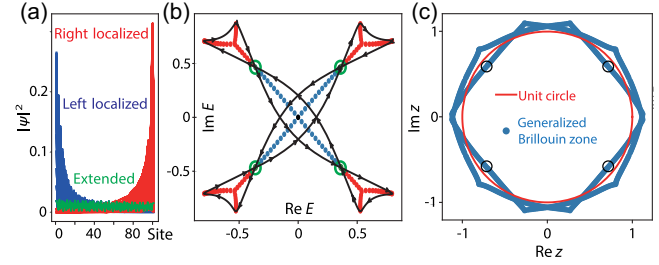 (a)
|ψ|²
0.3
0.2
0.1
0
Right localized
Left localized
Extended
0 40 80 Site
(b)
Im E
0.5
0
-0.5
-0.5 0 0.5
Re E
(c)
Im z
1
0
-1
Unit circle
Generalized
Brillouin zone
-1 0 1
Re z